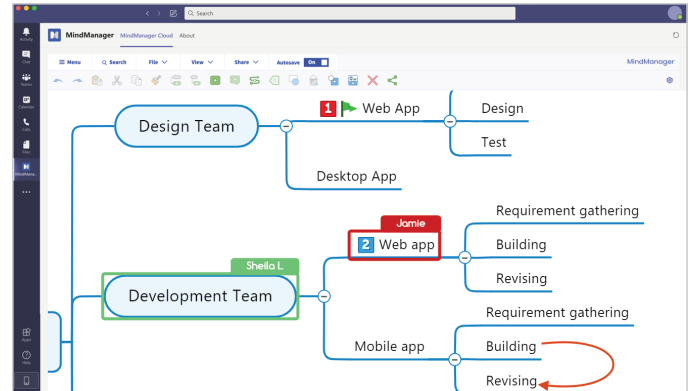 Search
Activity
Chat
Teams
Calendar
Calls
Files
MindMana...
Apps
Help
MindManager MindManager Cloud About
Menu Search File View Share Autosave On MindManager
1 Web App
Design
Design Team
Test
Desktop App
Requirement gathering
Jamie
2 Web app
Building
Sheila L.
Revising
Development Team
Requirement gathering
Mobile app
Building
Revising